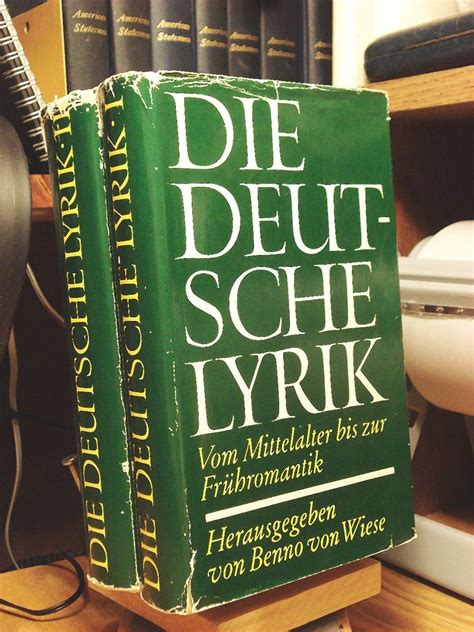 American
Statesmen
American
Statesmen
American
Statesmen
American
Statesmen
American
Statesmen
DIE DEUTSCHE LYRIK · II
DIE DEUTSCHE LYRIK · I
DIE
DEUT-
SCHE
LYRIK
Vom Mittelalter bis zur
Frühromantik
Herausgegeben
von Benno von Wiese